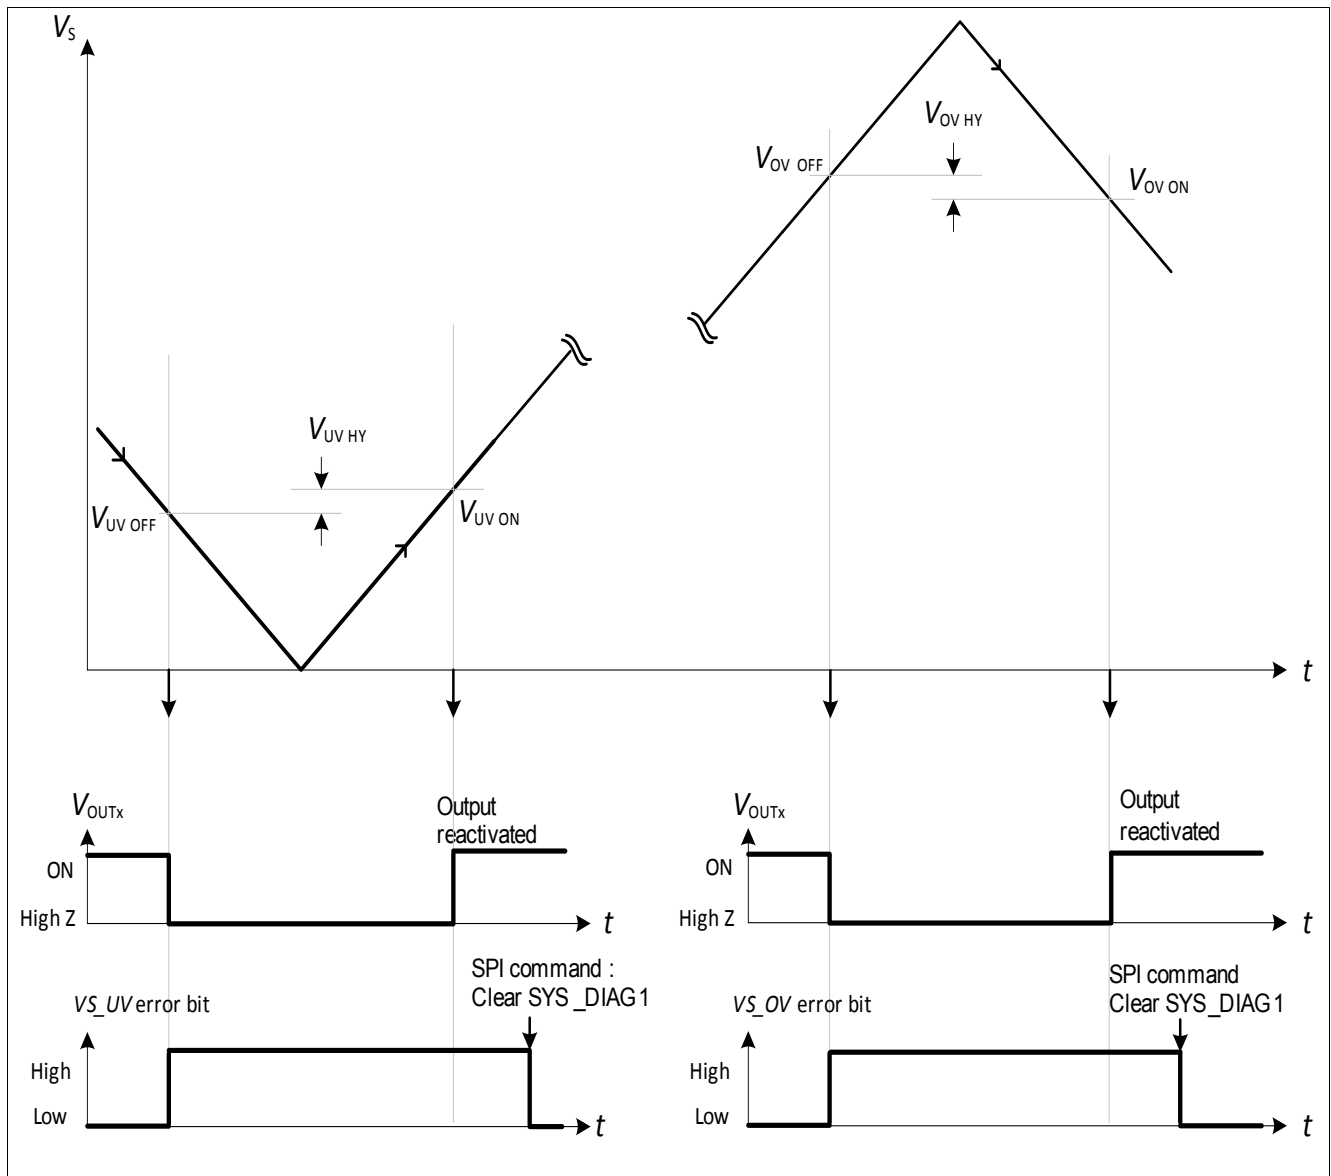 VS
VOV HY
VOV OFF
VOV ON
VUV HY
VUV OFF
VUV ON
t
VOUTx
Output
reactivated
ON
High Z
t
VOUTx
Output
reactivated
ON
High Z
t
SPI command :
Clear SYS_DIAG1
VS_UV error bit
High
Low
t
SPI command
Clear SYS_DIAG1
VS_OV error bit
High
Low
t